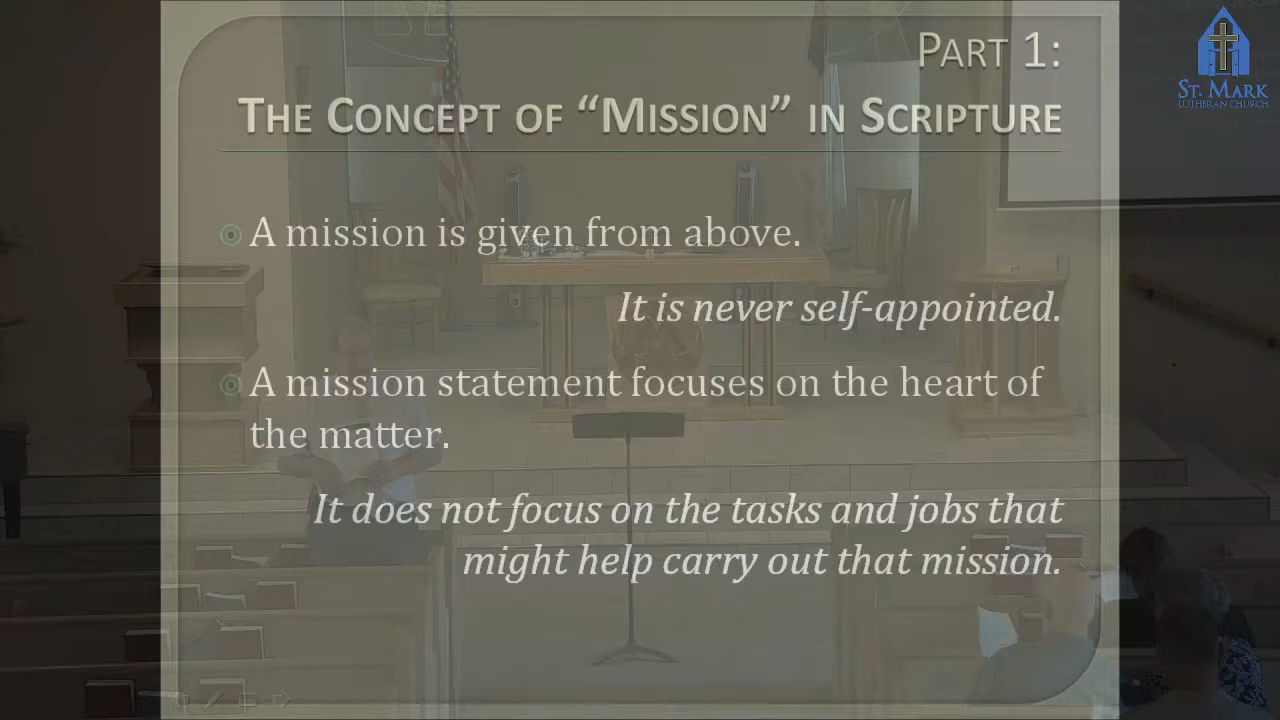 PART 1:
THE CONCEPT OF “MISSION” IN SCRIPTURE
ST. MARK
LUTHERAN CHURCH
A mission is given from above.
It is never self-appointed.
A mission statement focuses on the heart of
the matter.
It does not focus on the tasks and jobs that
might help carry out that mission.